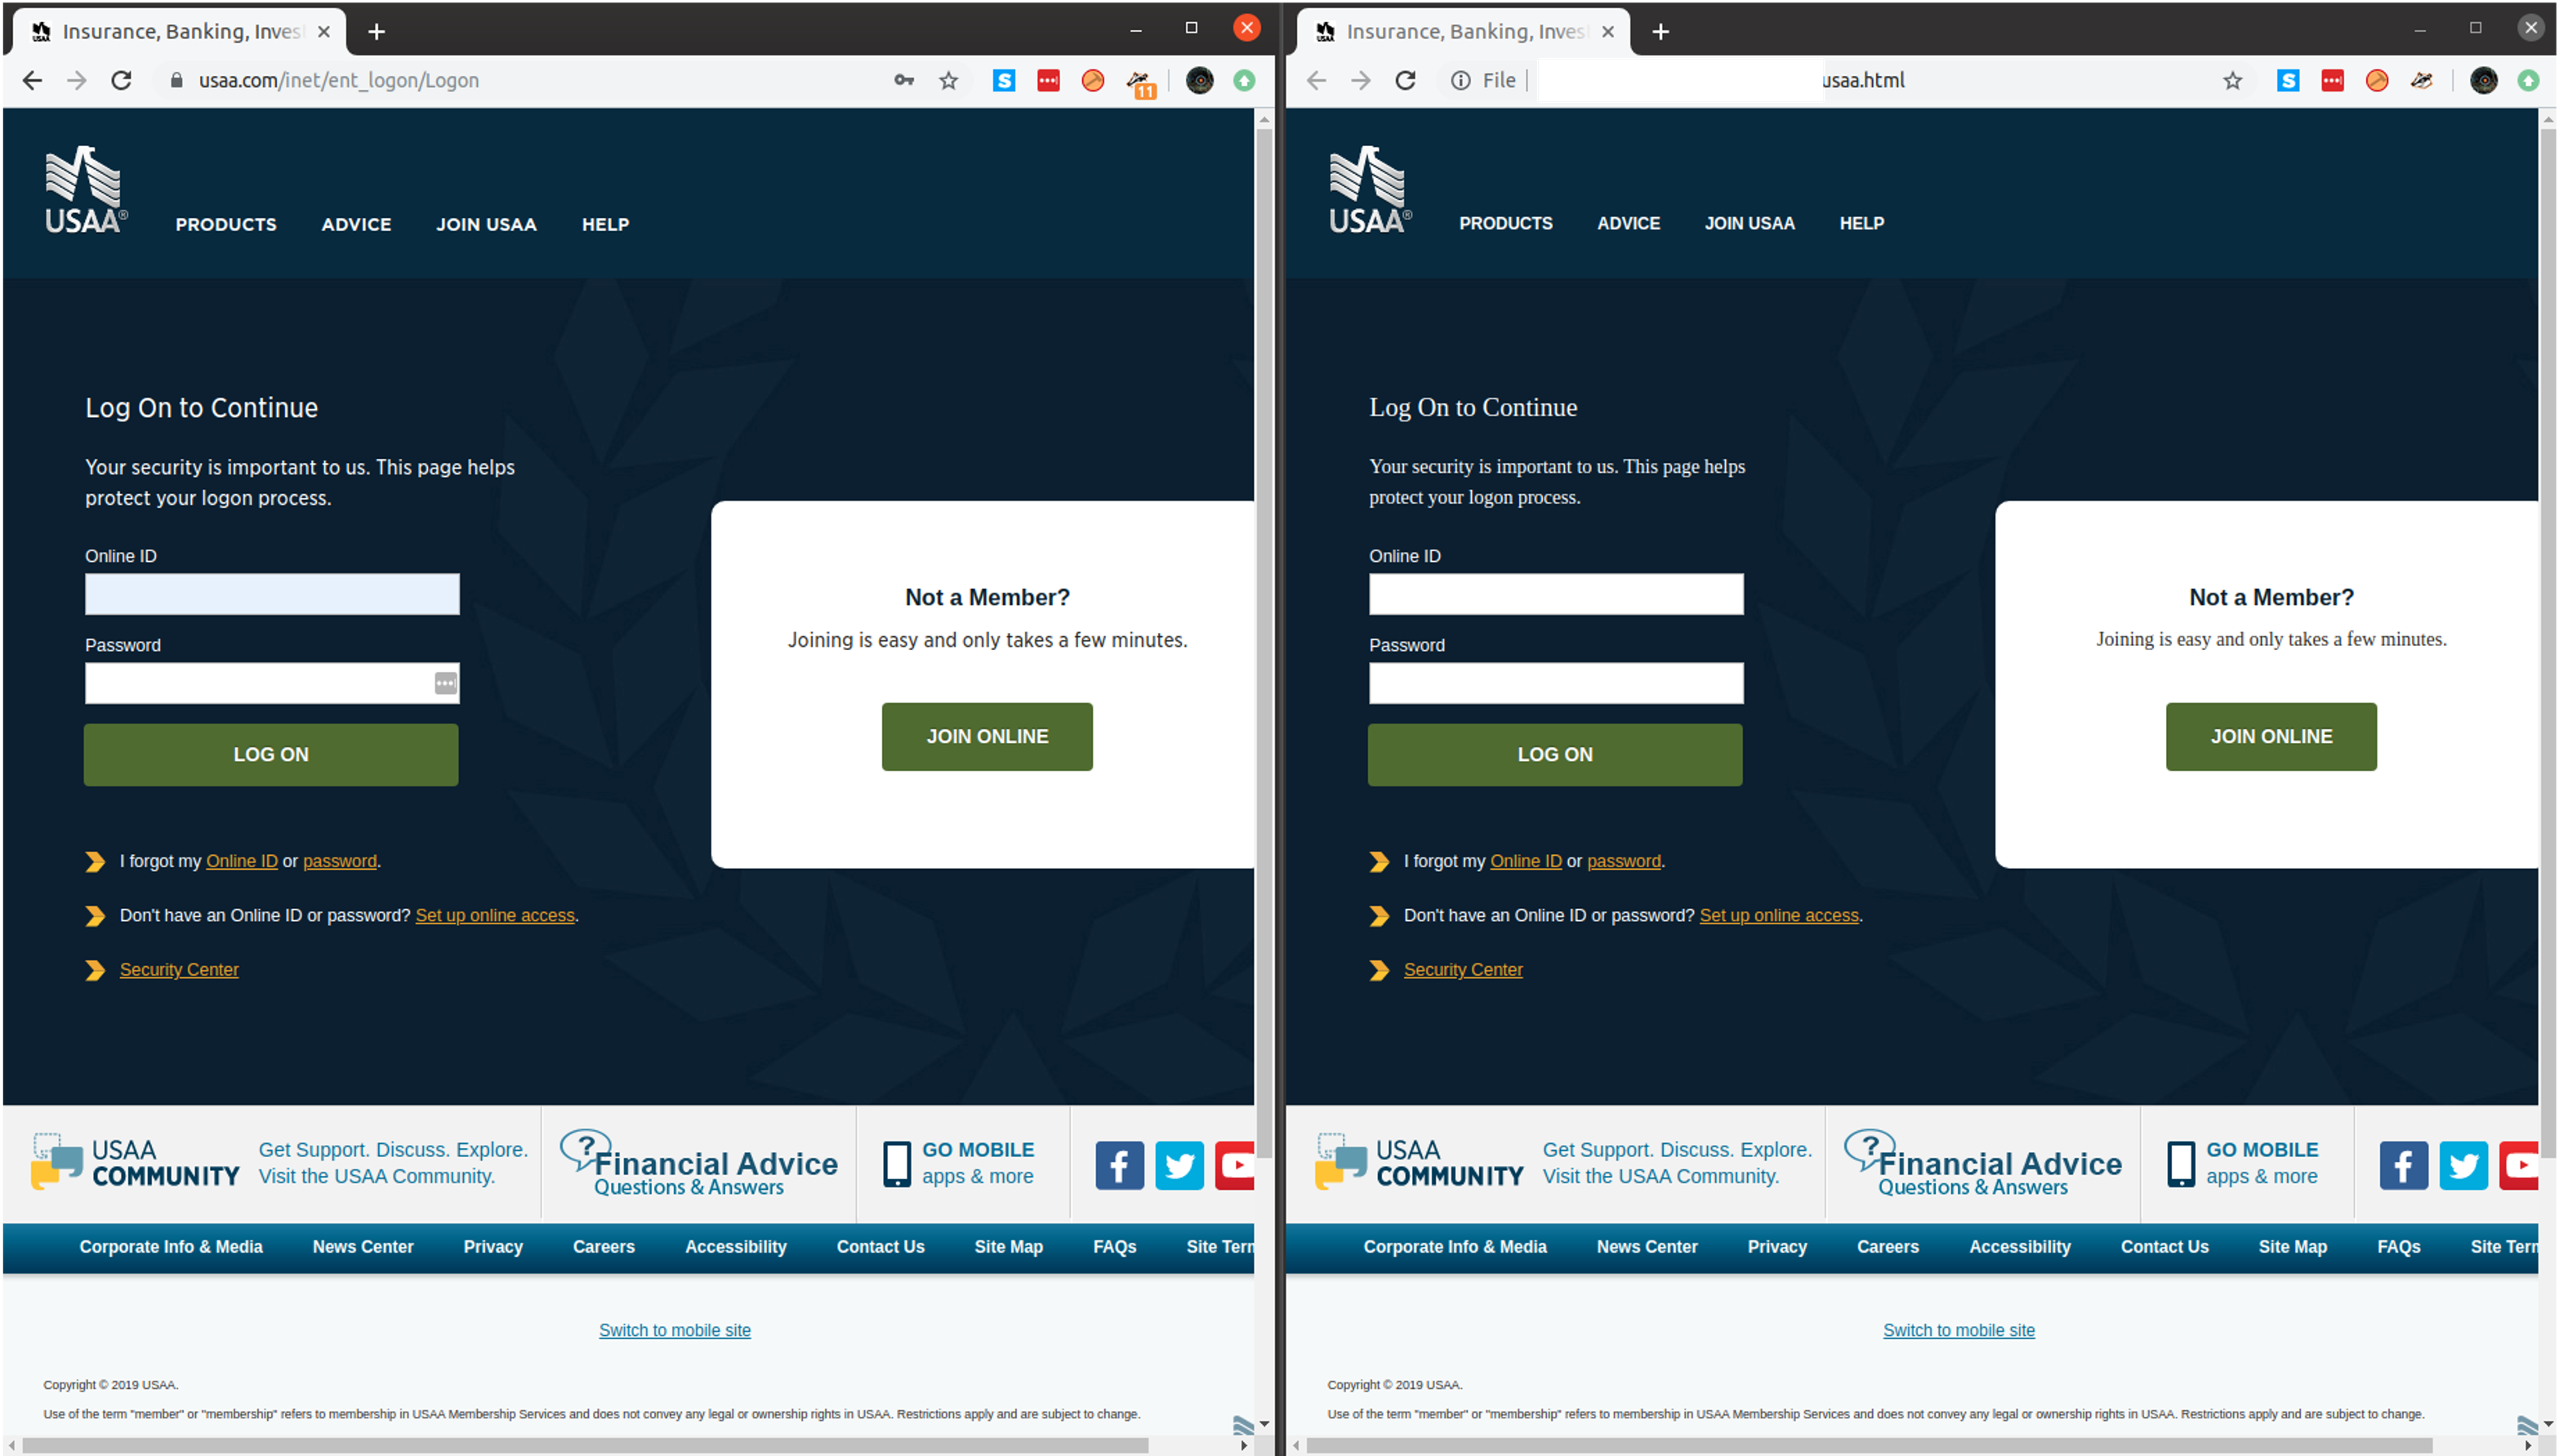 Insurance, Banking, Inves
usaa.com/inet/ent_logon/Logon
11
USAA®
PRODUCTS ADVICE JOIN USAA HELP
Log On to Continue
Your security is important to us. This page helps
protect your logon process.
Online ID
Password
LOG ON
Not a Member?
Joining is easy and only takes a few minutes.
JOIN ONLINE
I forgot my Online ID or password.
Don't have an Online ID or password? Set up online access.
Security Center
USAA
COMMUNITY
Get Support. Discuss. Explore.
Visit the USAA Community.
?
Financial Advice
Questions & Answers
GO MOBILE
apps & more
Corporate Info & Media News Center Privacy Careers Accessibility Contact Us Site Map FAQs Site Term
Switch to mobile site
Copyright © 2019 USAA.
Use of the term "member" or "membership" refers to membership in USAA Membership Services and does not convey any legal or ownership rights in USAA. Restrictions apply and are subject to change.
Insurance, Banking, Inves
File usaa.html
USAA®
PRODUCTS ADVICE JOIN USAA HELP
Log On to Continue
Your security is important to us. This page helps
protect your logon process.
Online ID
Password
LOG ON
Not a Member?
Joining is easy and only takes a few minutes.
JOIN ONLINE
I forgot my Online ID or password.
Don't have an Online ID or password? Set up online access.
Security Center
USAA
COMMUNITY
Get Support. Discuss. Explore.
Visit the USAA Community.
?
Financial Advice
Questions & Answers
GO MOBILE
apps & more
Corporate Info & Media News Center Privacy Careers Accessibility Contact Us Site Map FAQs Site Term
Switch to mobile site
Copyright © 2019 USAA.
Use of the term "member" or "membership" refers to membership in USAA Membership Services and does not convey any legal or ownership rights in USAA. Restrictions apply and are subject to change.